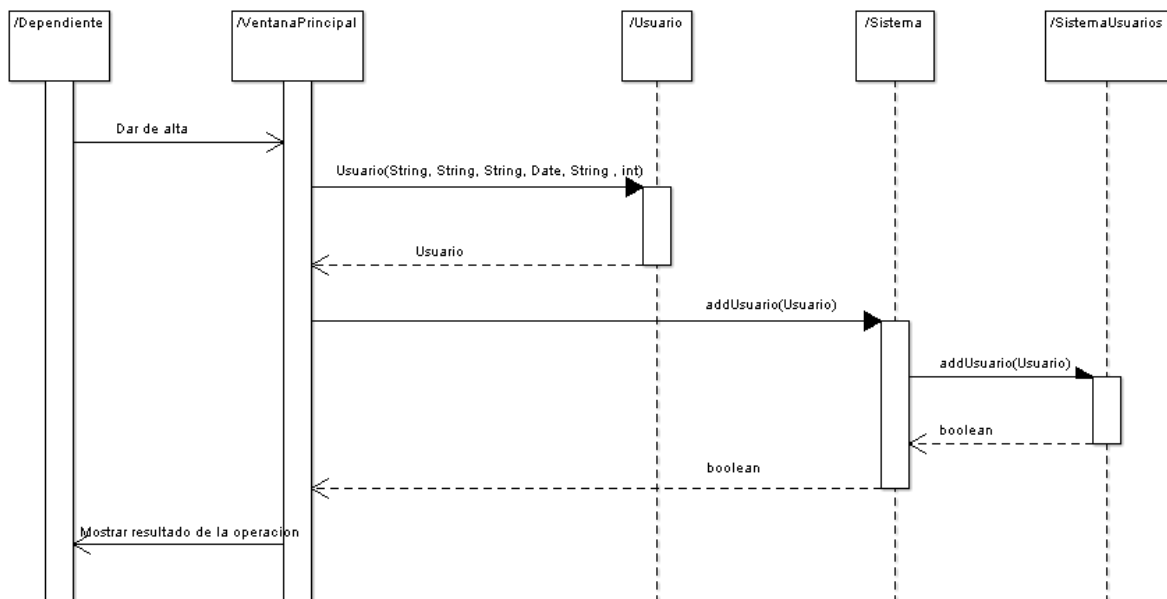 /Dependiente
/VentanaPrincipal
/Usuario
/Sistema
/SistemaUsuarios
Dar de alta
Usuario(String, String, String, Date, String , int)
Usuario
addUsuario(Usuario)
addUsuario(Usuario)
boolean
boolean
Mostrar resultado de la operacion